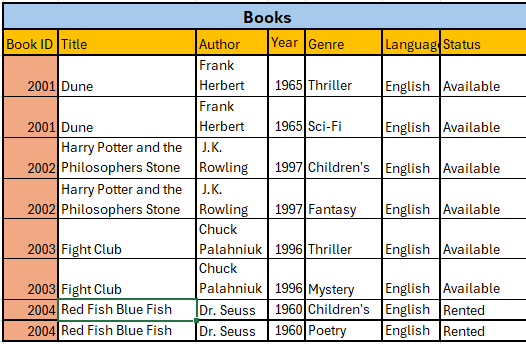 Books
Book ID Title Author Year Genre Languag Status
Frank
2001 Dune Herbert 1965 Thriller English Available
Frank
2001 Dune Herbert 1965 Sci-Fi English Available
Harry Potter and the J.K.
2002 Philosophers Stone Rowling 1997 Children's English Available
Harry Potter and the J.K.
2002 Philosophers Stone Rowling 1997 Fantasy English Available
Chuck
2003 Fight Club Palahniuk 1996 Thriller English Available
Chuck
2003 Fight Club Palahniuk 1996 Mystery English Available
2004 Red Fish Blue Fish Dr. Seuss 1960 Children's English Rented
2004 Red Fish Blue Fish Dr. Seuss 1960 Poetry English Rented